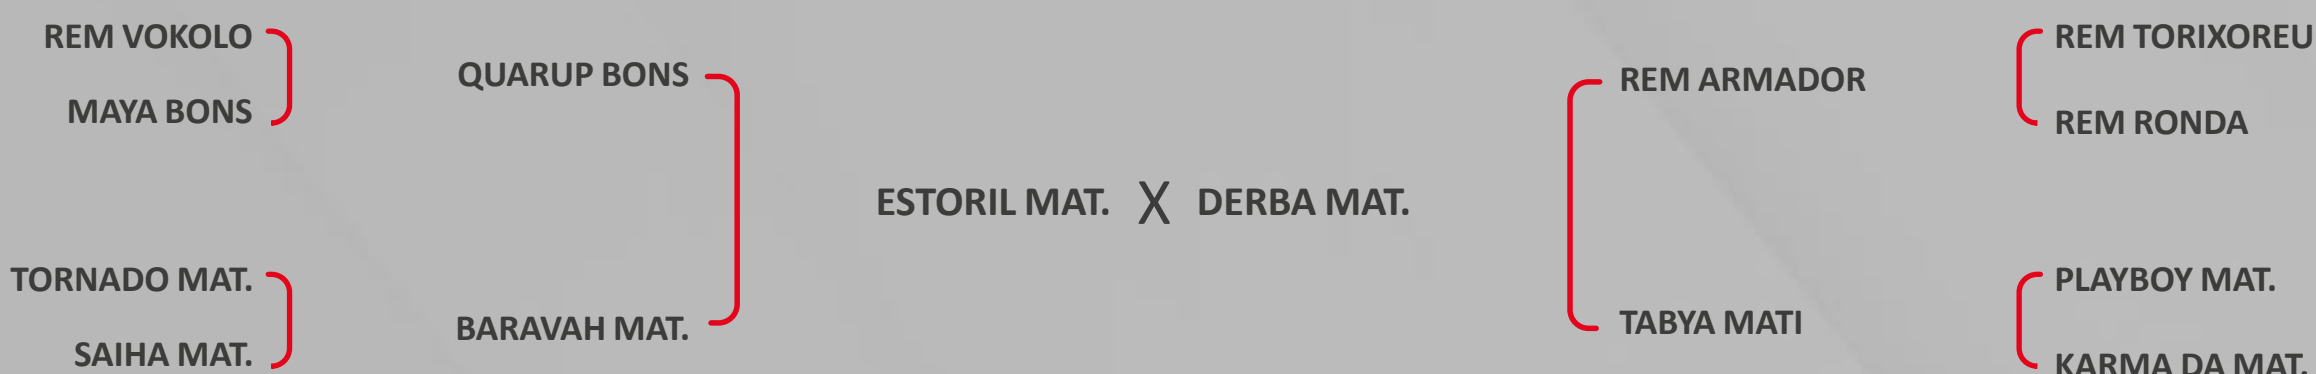 REM VOKOLO
MAYA BONS
QUARUP BONS
TORNADO MAT.
SAIHA MAT.
BARAVAH MAT.
ESTORIL MAT. X DERBA MAT.
REM ARMADOR
REM TORIXOREU
REM RONDA
TABYA MATI
PLAYBOY MAT.
KARMA DA MAT.